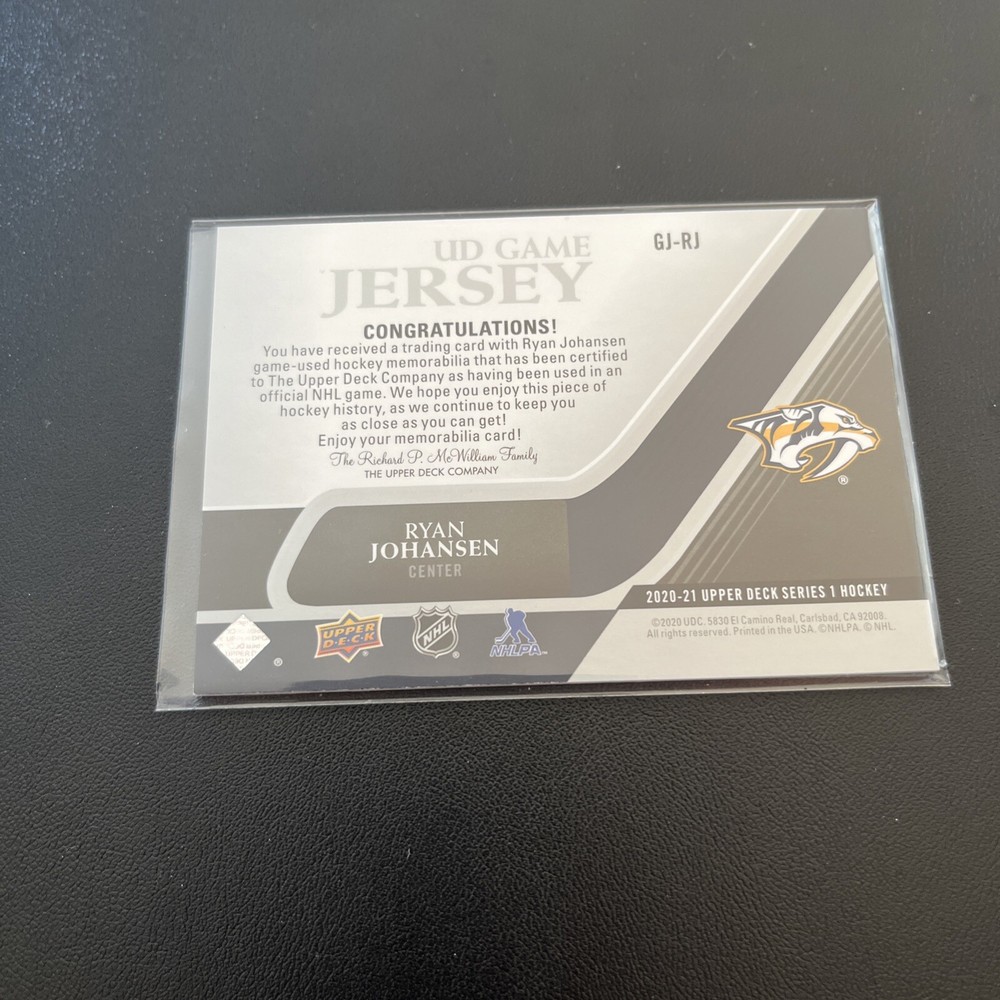 UD GAME
JERSEY
GJ-RJ
CONGRATULATIONS!
You have received a trading card with Ryan Johansen
game-used hockey memorabilia that has been certified
to The Upper Deck Company as having been used in an
official NHL game. We hope you enjoy this piece of
hockey history, as we continue to keep you
as close as you can get!
Enjoy your memorabilia card!
The Richard P. McWilliam Family
THE UPPER DECK COMPANY
®
RYAN
JOHANSEN
CENTER
2020-21 UPPER DECK SERIES 1 HOCKEY
©2020 UDC. 5830 El Camino Real, Carlsbad, CA 92008.
All rights reserved. Printed in the USA. ©NHLPA. © NHL.
®
UPPER
D·E·C·K
®
NHL
®
NHLPA